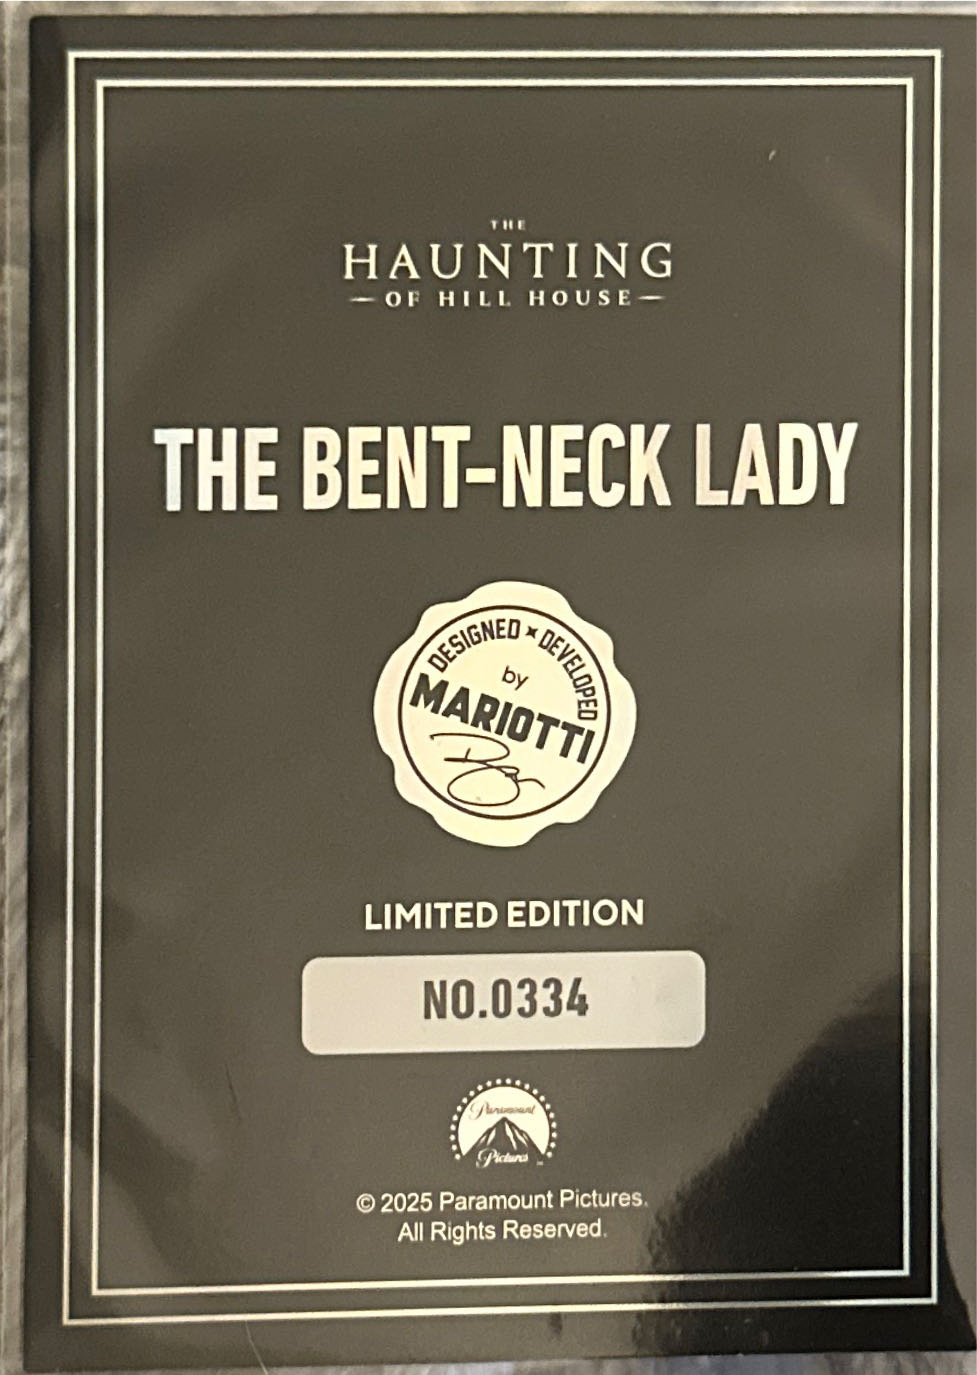 THE
HAUNTING
OF HILL HOUSE
THE BENT-NECK LADY
DESIGNED × DEVELOPED
by
MARIOTTI
LIMITED EDITION
NO.0334
Paramount
Pictures
© 2025 Paramount Pictures.
All Rights Reserved.